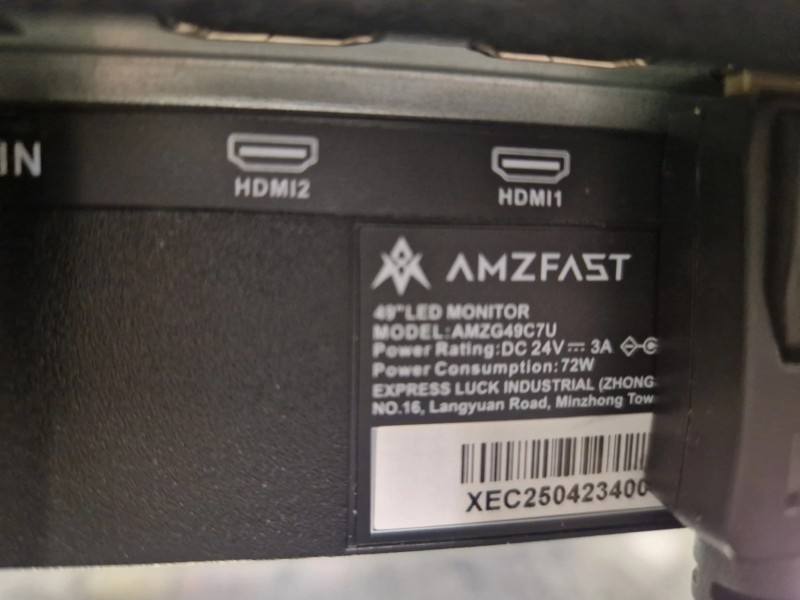 IN
HDMI2
HDMI1
AMZFAST
49"LED MONITOR
MODEL:AMZG49C7U
Power Rating:DC 24V⎓3A
Power Consumption:72W
EXPRESS LUCK INDUSTRIAL (ZHONG
NO.16, Langyuan Road, Minzhong Tow
XEC250423400